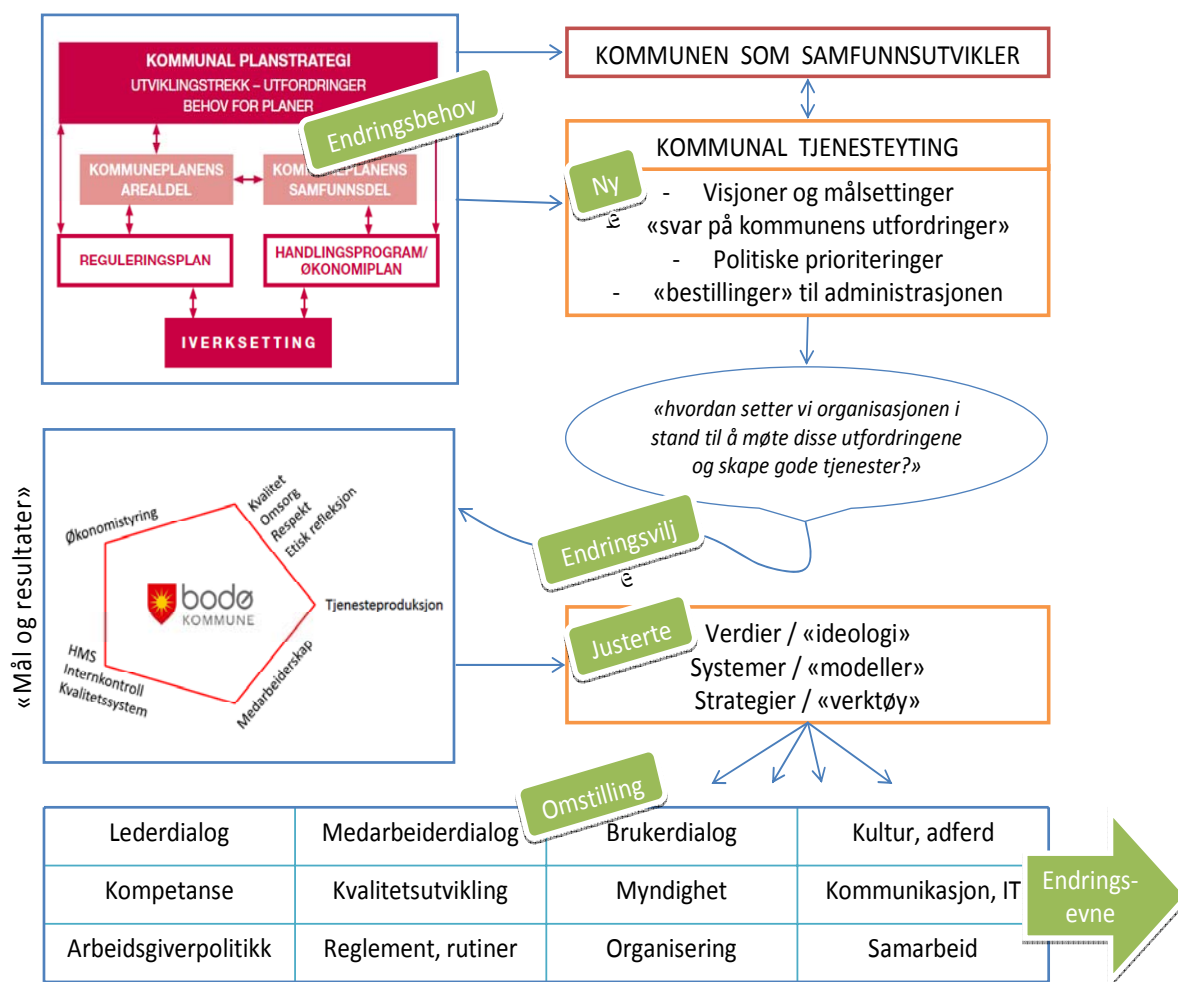 KOMMUNAL PLANSTRATEGI
UTVIKLINGSTREKK – UTFORDRINGER
BEHOV FOR PLANER
Endringsbehov
KOMMUNEPLANENS
AREALDEL
KOMMUNEPLANENS
SAMFUNNSDEL
REGULERINGSPLAN
HANDLINGSPROGRAM/
ØKONOMIPLAN
IVERKSETTING
KOMMUNEN SOM SAMFUNNSUTVIKLER
KOMMUNAL TJENESTEYTING
Ny
e
- Visjoner og målsettinger
- «svar på kommunens utfordringer»
- Politiske prioriteringer
- «bestillinger» til administrasjonen
«hvordan setter vi organisasjonen i
stand til å møte disse utfordringene
og skape gode tjenester?»
Endringsvilj
e
«Mål og resultater»
Økonomistyring
Kvalitet
Omsorg
Respekt
Etisk refleksjon
bodø
KOMMUNE
Tjenesteproduksjon
HMS
Internkontroll
Kvalitetssystem
Medarbeiderskap
Justerte
Verdier / «ideologi»
Systemer / «modeller»
Strategier / «verktøy»
Omstilling
Lederdialog
Medarbeiderdialog
Brukerdialog
Kultur, adferd
Kompetanse
Kvalitetsutvikling
Myndighet
Kommunikasjon, IT
Arbeidsgiverpolitikk
Reglement, rutiner
Organisering
Samarbeid
Endrings-
evne